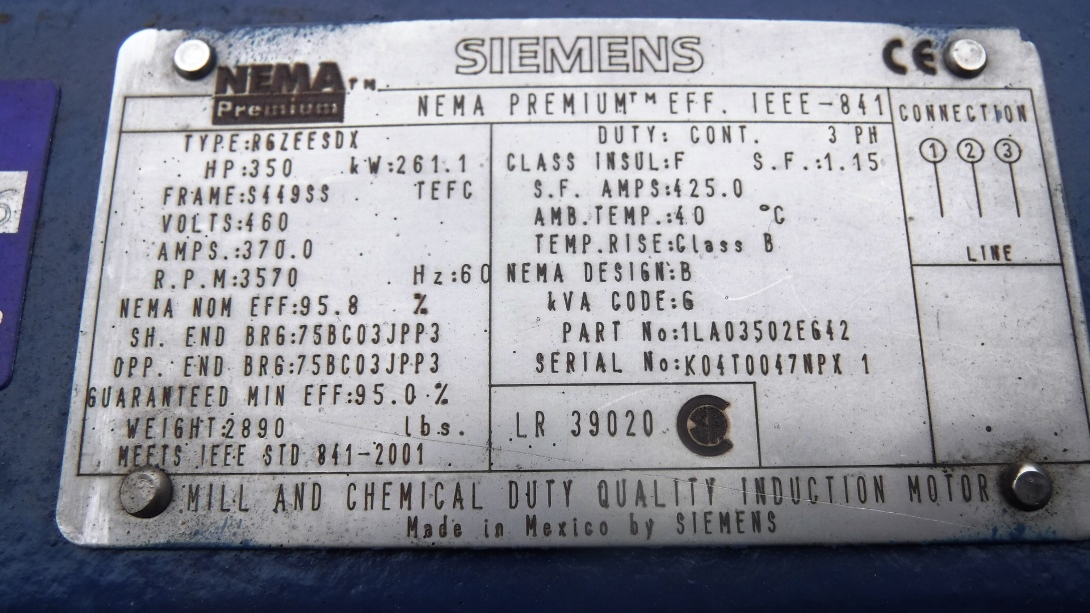 SIEMENS
NEMA TM
Premium
CE
NEMA PREMIUM™ EFF. IEEE-841
TYPE:RGZEESDX
HP:350 kW:261.1
FRAME:S449SS TEFC
VOLTS:460
AMPS.:370.0
R.P.M:3570 Hz:60
NEMA NOM EFF:95.8 %
SH. END BRG:75BC03JPP3
OPP. END BRG:75BC03JPP3
GUARANTEED MIN EFF:95.0 %
WEIGHT:2890 lbs.
MEETS IEEE STD 841-2001
DUTY: CONT. 3 PH
CLASS INSUL:F S.F.:1.15
S.F. AMPS:425.0
AMB.TEMP.:40 °C
TEMP.RISE:Class B
NEMA DESIGN:B
kVA CODE:G
PART No:1LA03502E642
SERIAL No:K04T0047NPX 1
LR 39020
CONNECTION
1 2 3
LINE
MILL AND CHEMICAL DUTY QUALITY INDUCTION MOTOR
Made in Mexico by SIEMENS